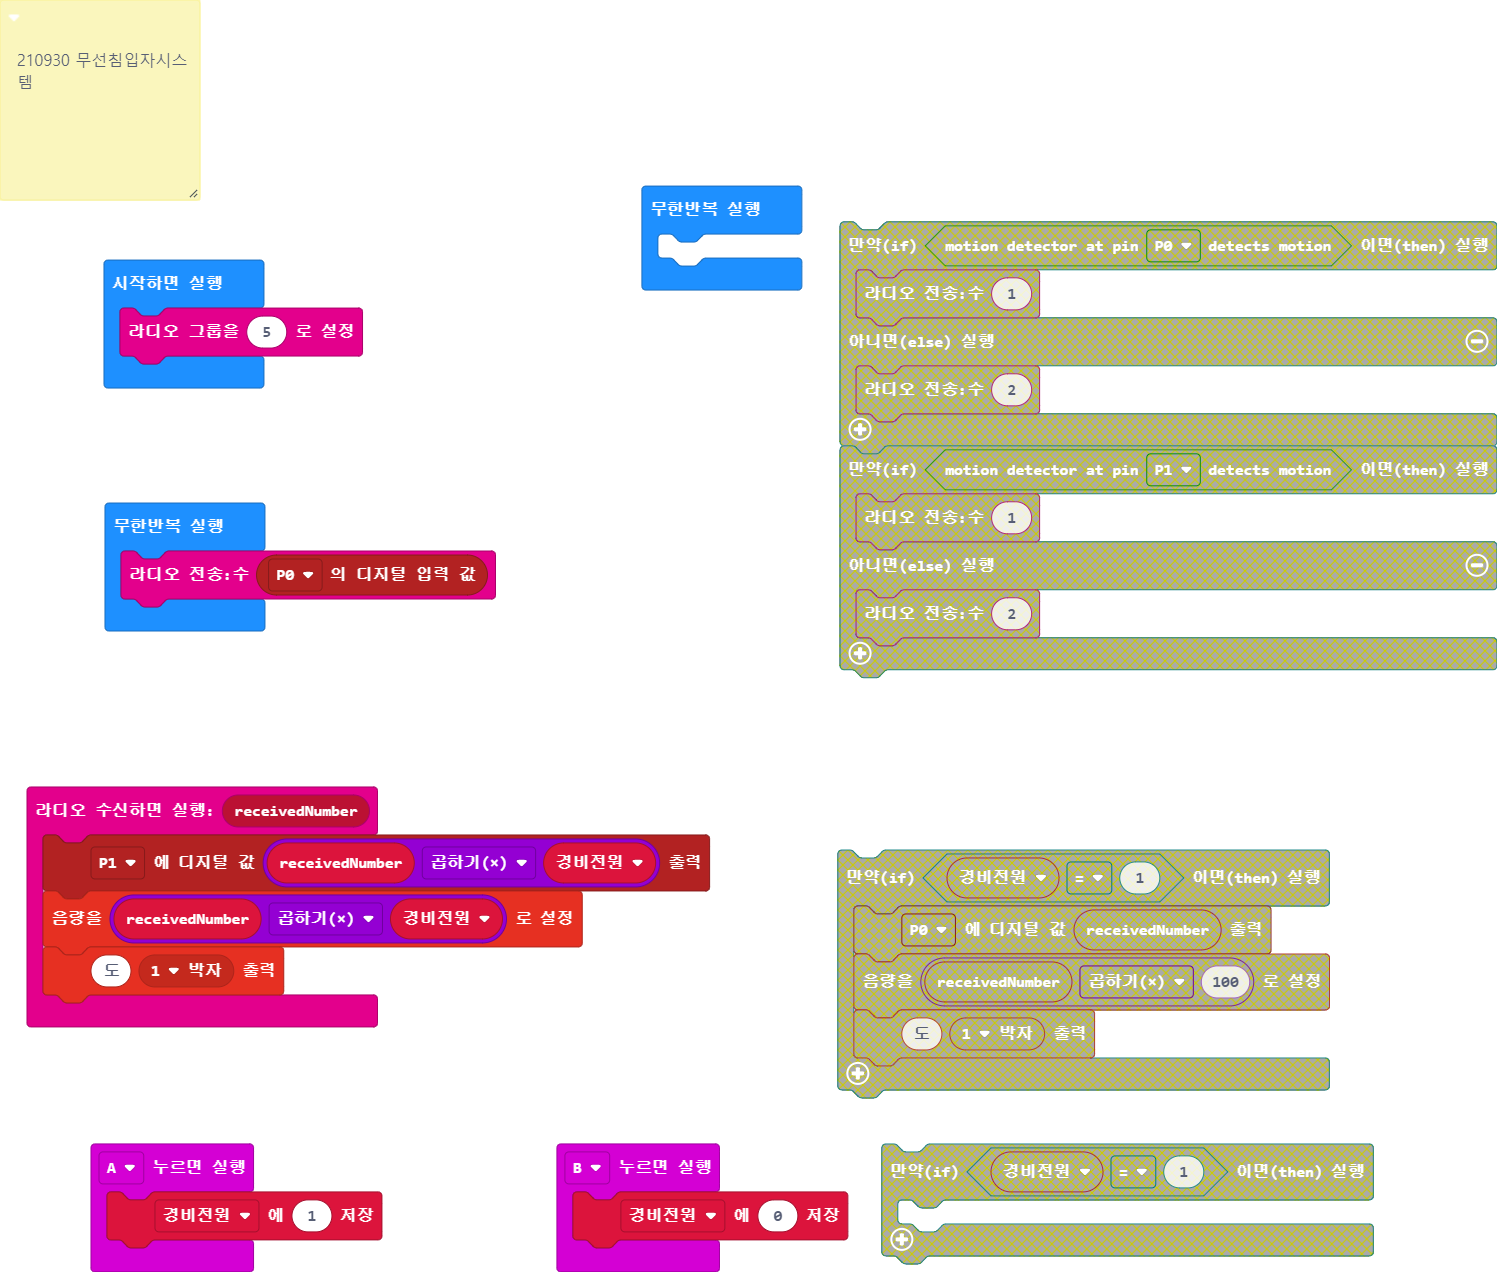 210930 무선침입자시스
템
무한반복 실행
시작하면 실행
라디오 그룹을 5 로 설정
만약(if) motion detector at pin P0 detects motion 이면(then) 실행
라디오 전송:수 1
아니면(else) 실행
라디오 전송:수 2
만약(if) motion detector at pin P1 detects motion 이면(then) 실행
라디오 전송:수 1
아니면(else) 실행
라디오 전송:수 2
무한반복 실행
라디오 전송:수 P0 의 디지털 입력 값
라디오 수신하면 실행: receivedNumber
P1 에 디지털 값 receivedNumber 곱하기(×) 경비전원 출력
음량을 receivedNumber 곱하기(×) 경비전원 로 설정
도 1 박자 출력
만약(if) 경비전원 = 1 이면(then) 실행
P0 에 디지털 값 receivedNumber 출력
음량을 receivedNumber 곱하기(×) 100 로 설정
도 1 박자 출력
A 누르면 실행
경비전원 에 1 저장
B 누르면 실행
경비전원 에 0 저장
만약(if) 경비전원 = 1 이면(then) 실행